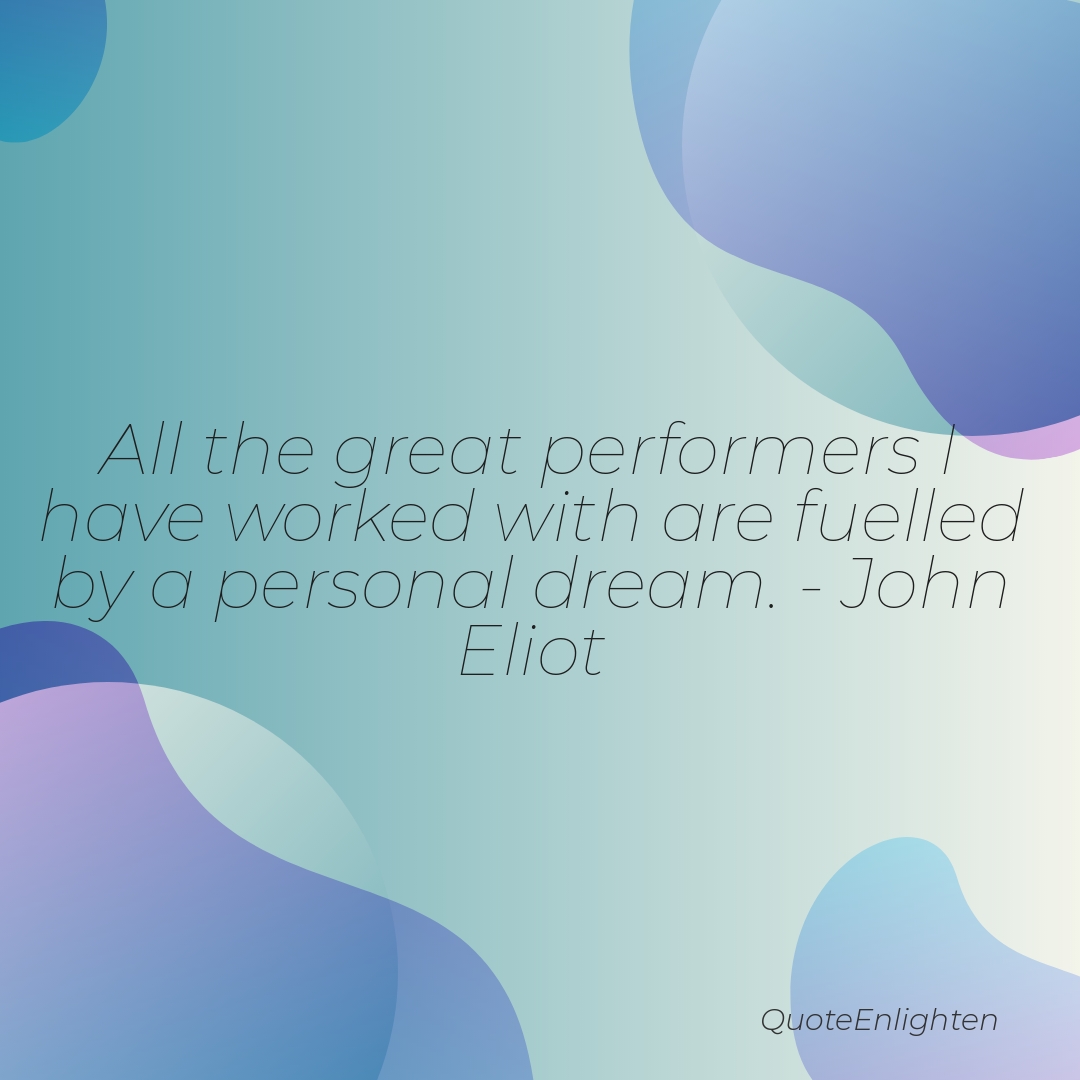 All the great performers I
have worked with are fuelled
by a personal dream. - John
Eliot
QuoteEnlighten